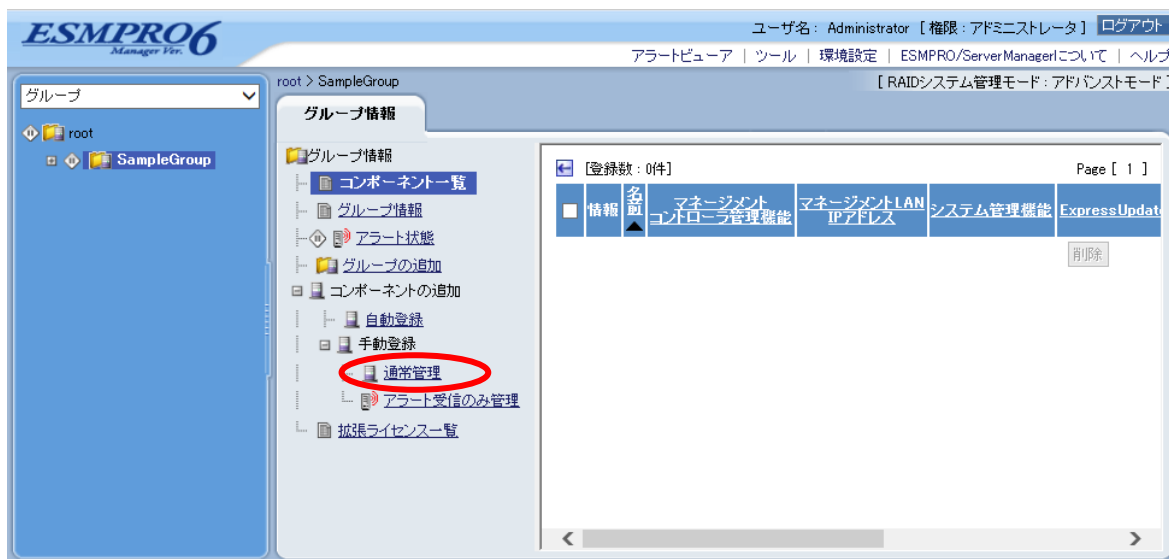 ESMPRO6
Manager Ver.
ユーザ名： Administrator [ 権限：アドミニストレータ ] ログアウト
アラートビューア | ツール | 環境設定 | ESMPRO/ServerManagerについて | ヘルプ
グループ
root
SampleGroup
root > SampleGroup
[ RAIDシステム管理モード：アドバンストモード ]
グループ情報
グループ情報
コンポーネント一覧
グループ情報
アラート状態
グループの追加
コンポーネントの追加
自動登録
手動登録
通常管理
アラート受信のみ管理
拡張ライセンス一覧
[登録数：0件]
Page [ 1 ]
情報 名前 マネージメントコントローラ管理機能 マネージメントLAN IPアドレス システム管理機能 ExpressUpdat
削除